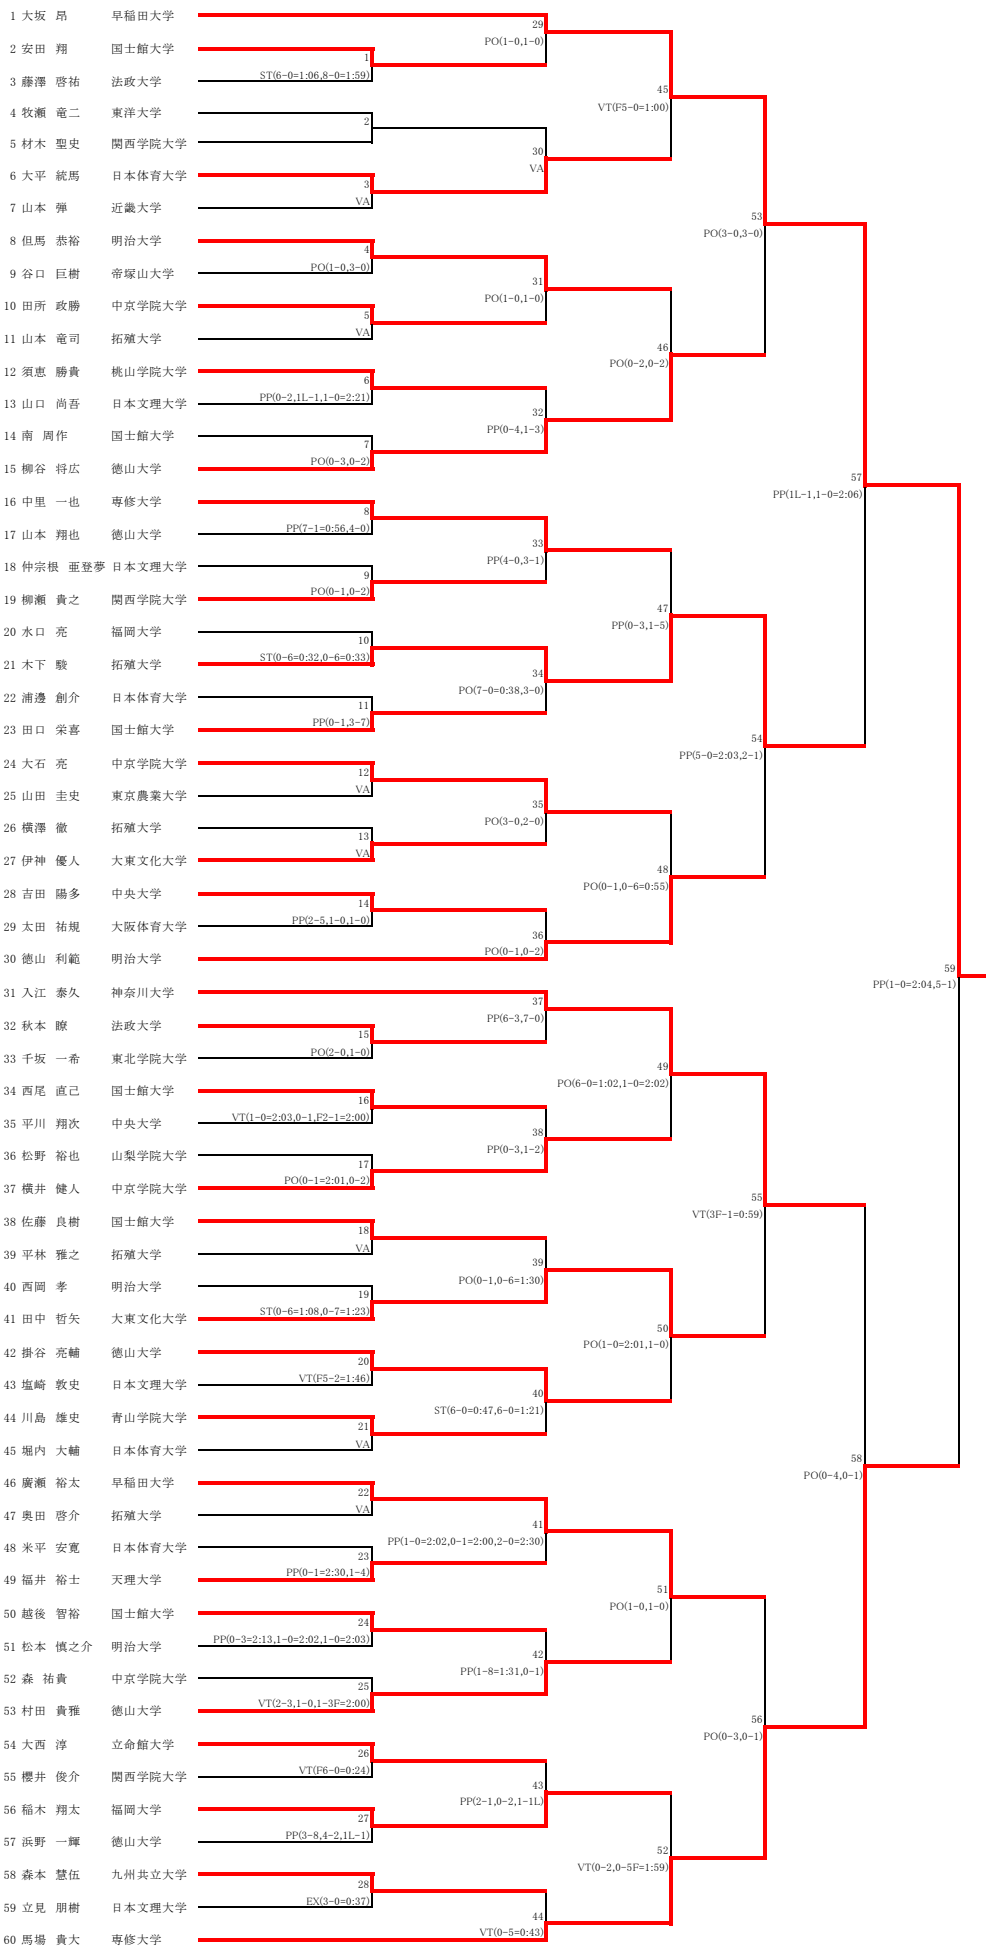 1 大坂 昂 早稲田大学
29
PO(1-0,1-0)
2 安田 翔 国士館大学
1
ST(6-0=1:06,8-0=1:59)
3 藤澤 啓祐 法政大学
45
VT(F5-0=1:00)
4 牧瀬 竜二 東洋大学
2
5 材木 聖史 関西学院大学
30
VA
6 大平 統馬 日本体育大学
3
VA
7 山本 弾 近畿大学
53
PO(3-0,3-0)
8 但馬 恭裕 明治大学
4
PO(1-0,3-0)
9 谷口 巨樹 帝塚山大学
31
PO(1-0,1-0)
10 田所 政勝 中京学院大学
5
VA
11 山本 竜司 拓殖大学
46
PO(0-2,0-2)
12 須恵 勝貴 桃山学院大学
6
PP(0-2,1L-1,1-0=2:21)
13 山口 尚吾 日本文理大学
32
PP(0-4,1-3)
14 南 周作 国士館大学
7
PO(0-3,0-2)
15 柳谷 将広 徳山大学
57
PP(1L-1,1-0=2:06)
16 中里 一也 専修大学
8
PP(7-1=0:56,4-0)
17 山本 翔也 徳山大学
33
PP(4-0,3-1)
18 仲宗根 亜登夢 日本文理大学
9
PO(0-1,0-2)
19 柳瀬 貴之 関西学院大学
47
PP(0-3,1-5)
20 水口 亮 福岡大学
10
ST(0-6=0:32,0-6=0:33)
21 木下 駿 拓殖大学
34
PO(7-0=0:38,3-0)
22 浦邊 創介 日本体育大学
11
PP(0-1,3-7)
23 田口 栄喜 国士館大学
54
PP(5-0=2:03,2-1)
24 大石 亮 中京学院大学
12
VA
25 山田 圭史 東京農業大学
35
PO(3-0,2-0)
26 横澤 徹 拓殖大学
13
VA
27 伊神 優人 大東文化大学
48
PO(0-1,0-6=0:55)
28 吉田 陽多 中央大学
14
PP(2-5,1-0,1-0)
29 太田 祐規 大阪体育大学
36
PO(0-1,0-2)
30 徳山 利範 明治大学
59
PP(1-0=2:04,5-1)
31 入江 泰久 神奈川大学
37
PP(6-3,7-0)
32 秋本 瞭 法政大学
15
PO(2-0,1-0)
33 千坂 一希 東北学院大学
49
PO(6-0=1:02,1-0=2:02)
34 西尾 直己 国士館大学
16
VT(1-0=2:03,0-1,F2-1=2:00)
35 平川 翔次 中央大学
38
PP(0-3,1-2)
36 松野 裕也 山梨学院大学
17
PO(0-1=2:01,0-2)
37 横井 健人 中京学院大学
55
VT(3F-1=0:59)
38 佐藤 良樹 国士館大学
18
VA
39 平林 雅之 拓殖大学
39
PO(0-1,0-6=1:30)
40 西岡 孝 明治大学
19
ST(0-6=1:08,0-7=1:23)
41 田中 哲矢 大東文化大学
50
PO(1-0=2:01,1-0)
42 掛谷 亮輔 徳山大学
20
VT(F5-2=1:46)
43 塩崎 敦史 日本文理大学
40
ST(6-0=0:47,6-0=1:21)
44 川島 雄史 青山学院大学
21
VA
45 堀内 大輔 日本体育大学
58
PO(0-4,0-1)
46 廣瀬 裕太 早稲田大学
22
VA
47 奥田 啓介 拓殖大学
41
PP(1-0=2:02,0-1=2:00,2-0=2:30)
48 米平 安寛 日本体育大学
23
PP(0-1=2:30,1-4)
49 福井 裕士 天理大学
51
PO(1-0,1-0)
50 越後 智裕 国士館大学
24
PP(0-3=2:13,1-0=2:02,1-0=2:03)
51 松本 慎之介 明治大学
42
PP(1-8=1:31,0-1)
52 森 祐貴 中京学院大学
25
VT(2-3,1-0,1-3F=2:00)
53 村田 貴雅 徳山大学
56
PO(0-3,0-1)
54 大西 淳 立命館大学
26
VT(F6-0=0:24)
55 櫻井 俊介 関西学院大学
43
PP(2-1,0-2,1-1L)
56 稲木 翔太 福岡大学
27
PP(3-8,4-2,1L-1)
57 浜野 一輝 徳山大学
52
VT(0-2,0-5F=1:59)
58 森本 慧伍 九州共立大学
28
EX(3-0=0:37)
59 立見 朋樹 日本文理大学
44
VT(0-5=0:43)
60 馬場 貴大 専修大学